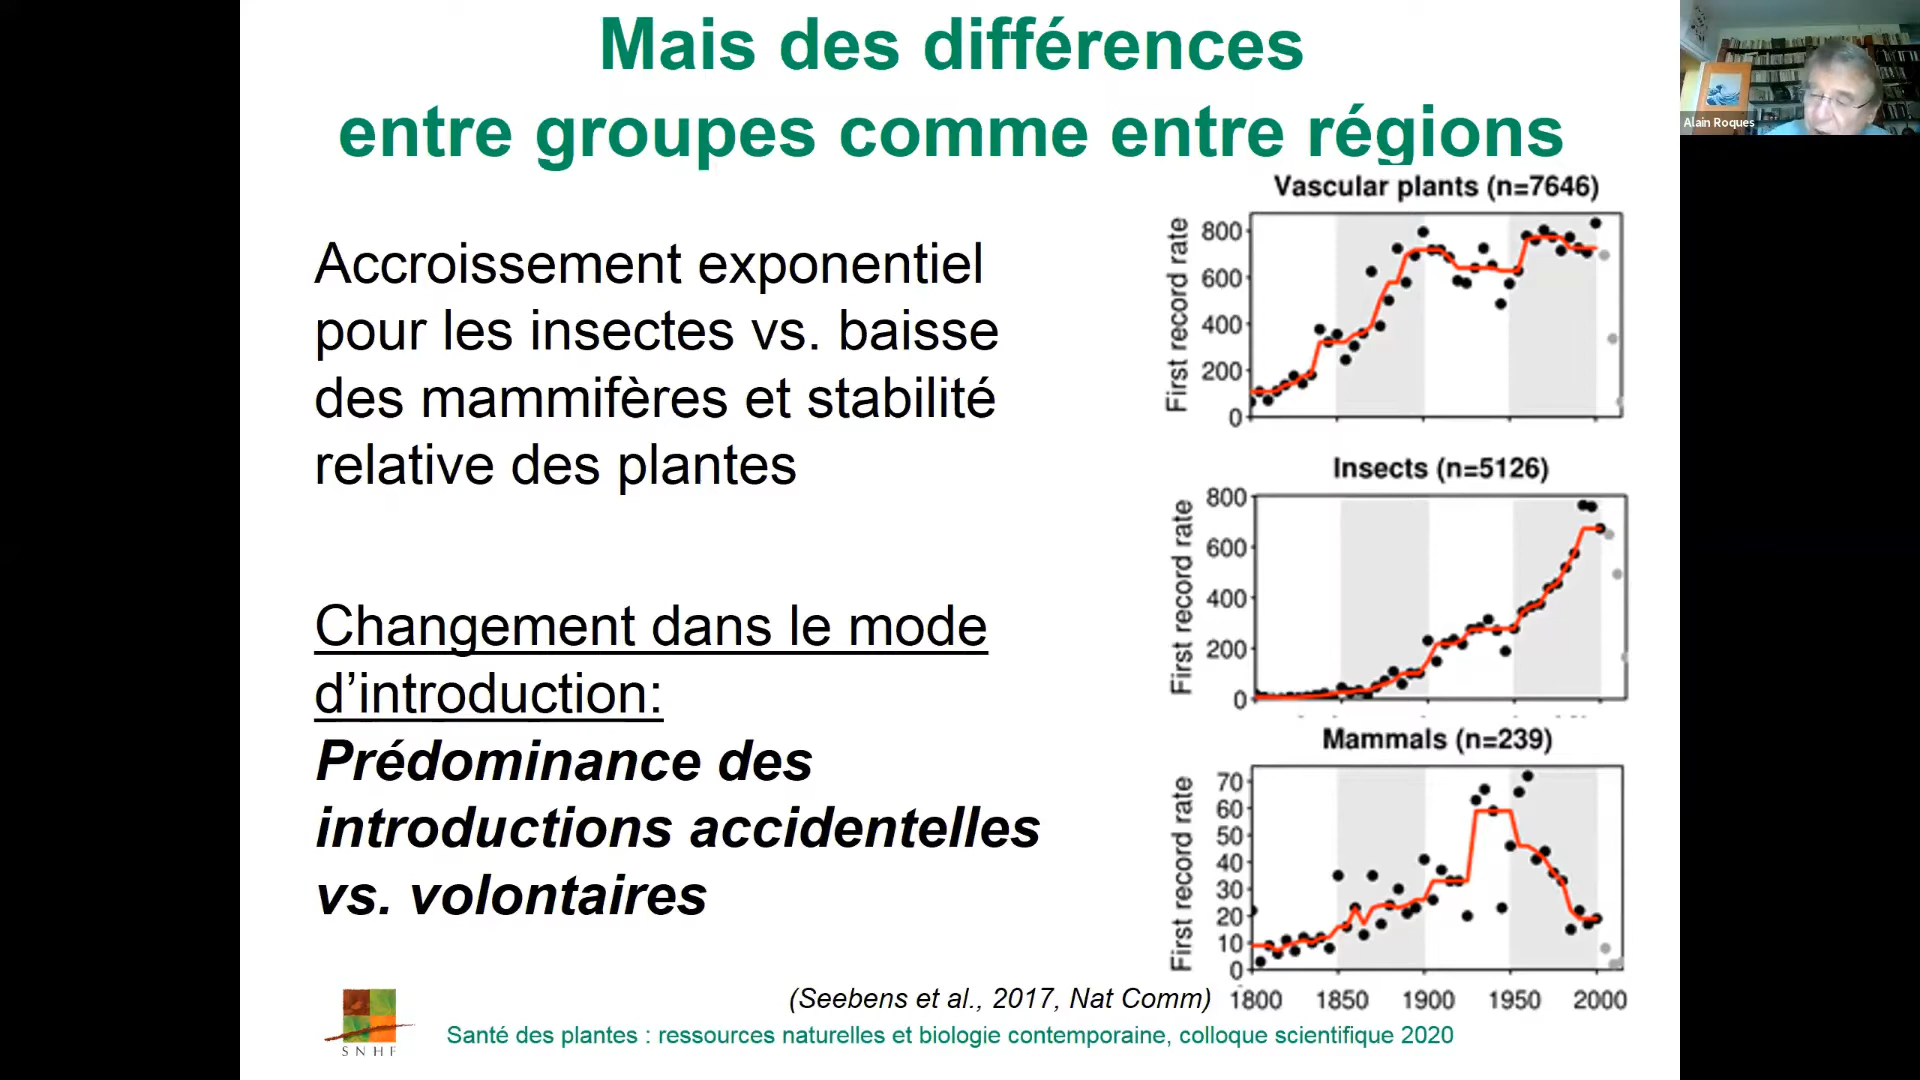 Mais des différences
entre groupes comme entre régions
Alain Roques
Accroissement exponentiel
pour les insectes vs. baisse
des mammifères et stabilité
relative des plantes
Changement dans le mode
d’introduction:
Prédominance des
introductions accidentelles
vs. volontaires
Vascular plants (n=7646)
First record rate
800
600
400
200
0
Insects (n=5126)
First record rate
800
600
400
200
0
Mammals (n=239)
First record rate
70
60
50
40
30
20
10
0
1800 1850 1900 1950 2000
(Seebens et al., 2017, Nat Comm)
SNHF
Santé des plantes : ressources naturelles et biologie contemporaine, colloque scientifique 2020